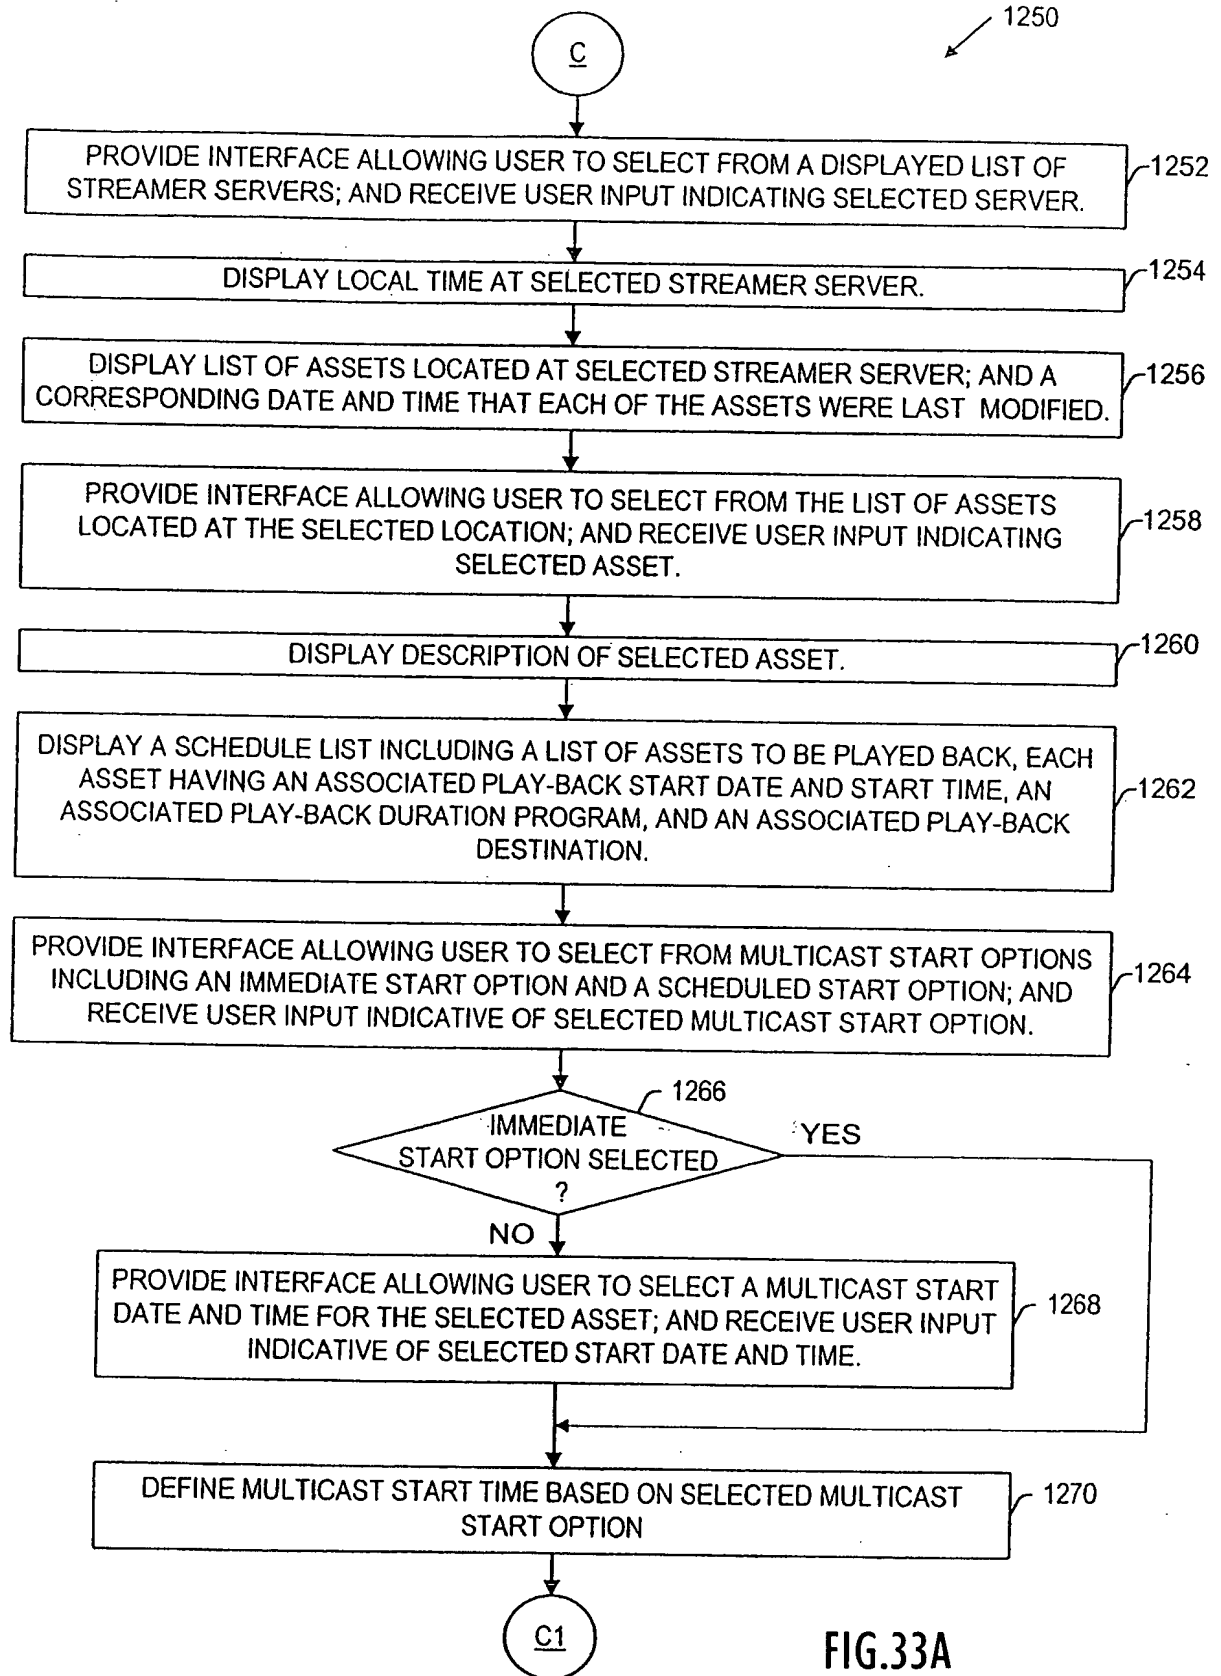 1250
C
PROVIDE INTERFACE ALLOWING USER TO SELECT FROM A DISPLAYED LIST OF
STREAMER SERVERS; AND RECEIVE USER INPUT INDICATING SELECTED SERVER.
1252
DISPLAY LOCAL TIME AT SELECTED STREAMER SERVER.
1254
DISPLAY LIST OF ASSETS LOCATED AT SELECTED STREAMER SERVER; AND A
CORRESPONDING DATE AND TIME THAT EACH OF THE ASSETS WERE LAST MODIFIED.
1256
PROVIDE INTERFACE ALLOWING USER TO SELECT FROM THE LIST OF ASSETS
LOCATED AT THE SELECTED LOCATION; AND RECEIVE USER INPUT INDICATING
SELECTED ASSET.
1258
DISPLAY DESCRIPTION OF SELECTED ASSET.
1260
DISPLAY A SCHEDULE LIST INCLUDING A LIST OF ASSETS TO BE PLAYED BACK, EACH
ASSET HAVING AN ASSOCIATED PLAY-BACK START DATE AND START TIME, AN
ASSOCIATED PLAY-BACK DURATION PROGRAM, AND AN ASSOCIATED PLAY-BACK
DESTINATION.
1262
PROVIDE INTERFACE ALLOWING USER TO SELECT FROM MULTICAST START OPTIONS
INCLUDING AN IMMEDIATE START OPTION AND A SCHEDULED START OPTION; AND
RECEIVE USER INPUT INDICATIVE OF SELECTED MULTICAST START OPTION.
1264
1266
IMMEDIATE
START OPTION SELECTED
?
YES
NO
PROVIDE INTERFACE ALLOWING USER TO SELECT A MULTICAST START
DATE AND TIME FOR THE SELECTED ASSET; AND RECEIVE USER INPUT
INDICATIVE OF SELECTED START DATE AND TIME.
1268
DEFINE MULTICAST START TIME BASED ON SELECTED MULTICAST
START OPTION
1270
C1
FIG.33A